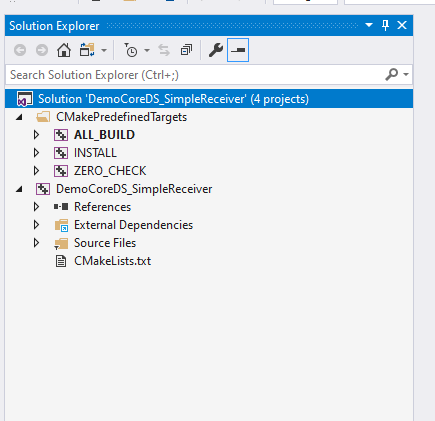 Solution Explorer
Search Solution Explorer (Ctrl+;)
Solution 'DemoCoreDS_SimpleReceiver' (4 projects)
CMakePredefinedTargets
ALL_BUILD
INSTALL
ZERO_CHECK
DemoCoreDS_SimpleReceiver
References
External Dependencies
Source Files
CMakeLists.txt